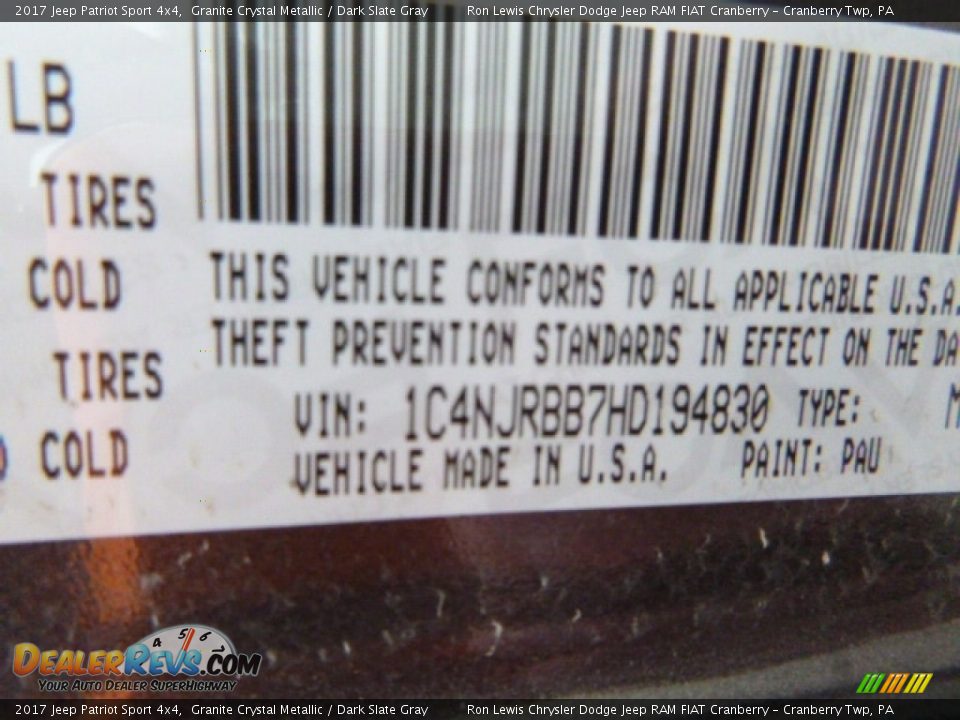 2017 Jeep Patriot Sport 4x4,  Granite Crystal Metallic / Dark Slate Gray    Ron Lewis Chrysler Dodge Jeep RAM FIAT Cranberry - Cranberry Twp, PA
LB
TIRES
COLD
THIS VEHICLE CONFORMS TO ALL APPLICABLE U.S.A.
THEFT PREVENTION STANDARDS IN EFFECT ON THE DA
TIRES
VIN: 1C4NJRBB7HD194830 TYPE: M
COLD
VEHICLE MADE IN U.S.A. PAINT: PAU
4 5 6
DEALERREVS.COM
YOUR AUTO DEALER SUPERHIGHWAY
2017 Jeep Patriot Sport 4x4,  Granite Crystal Metallic / Dark Slate Gray    Ron Lewis Chrysler Dodge Jeep RAM FIAT Cranberry - Cranberry Twp, PA